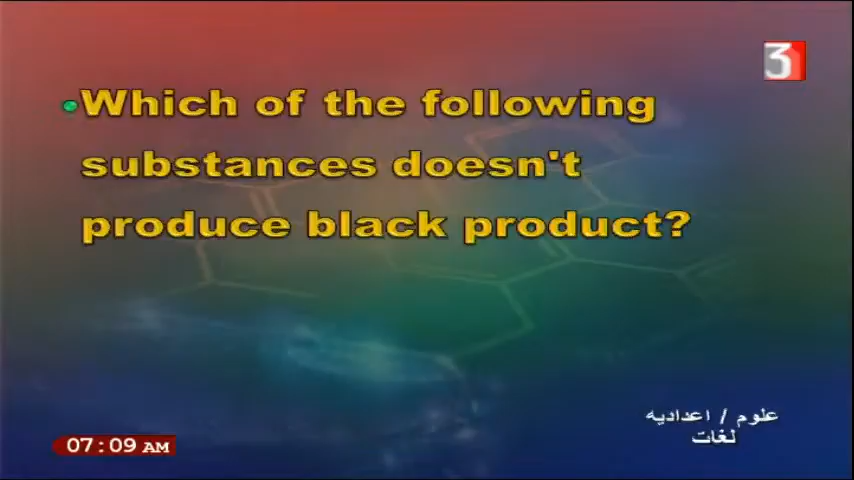 3
Which of the following
substances doesn't
produce black product?
علوم / اعداديه
لغات
07:09 AM